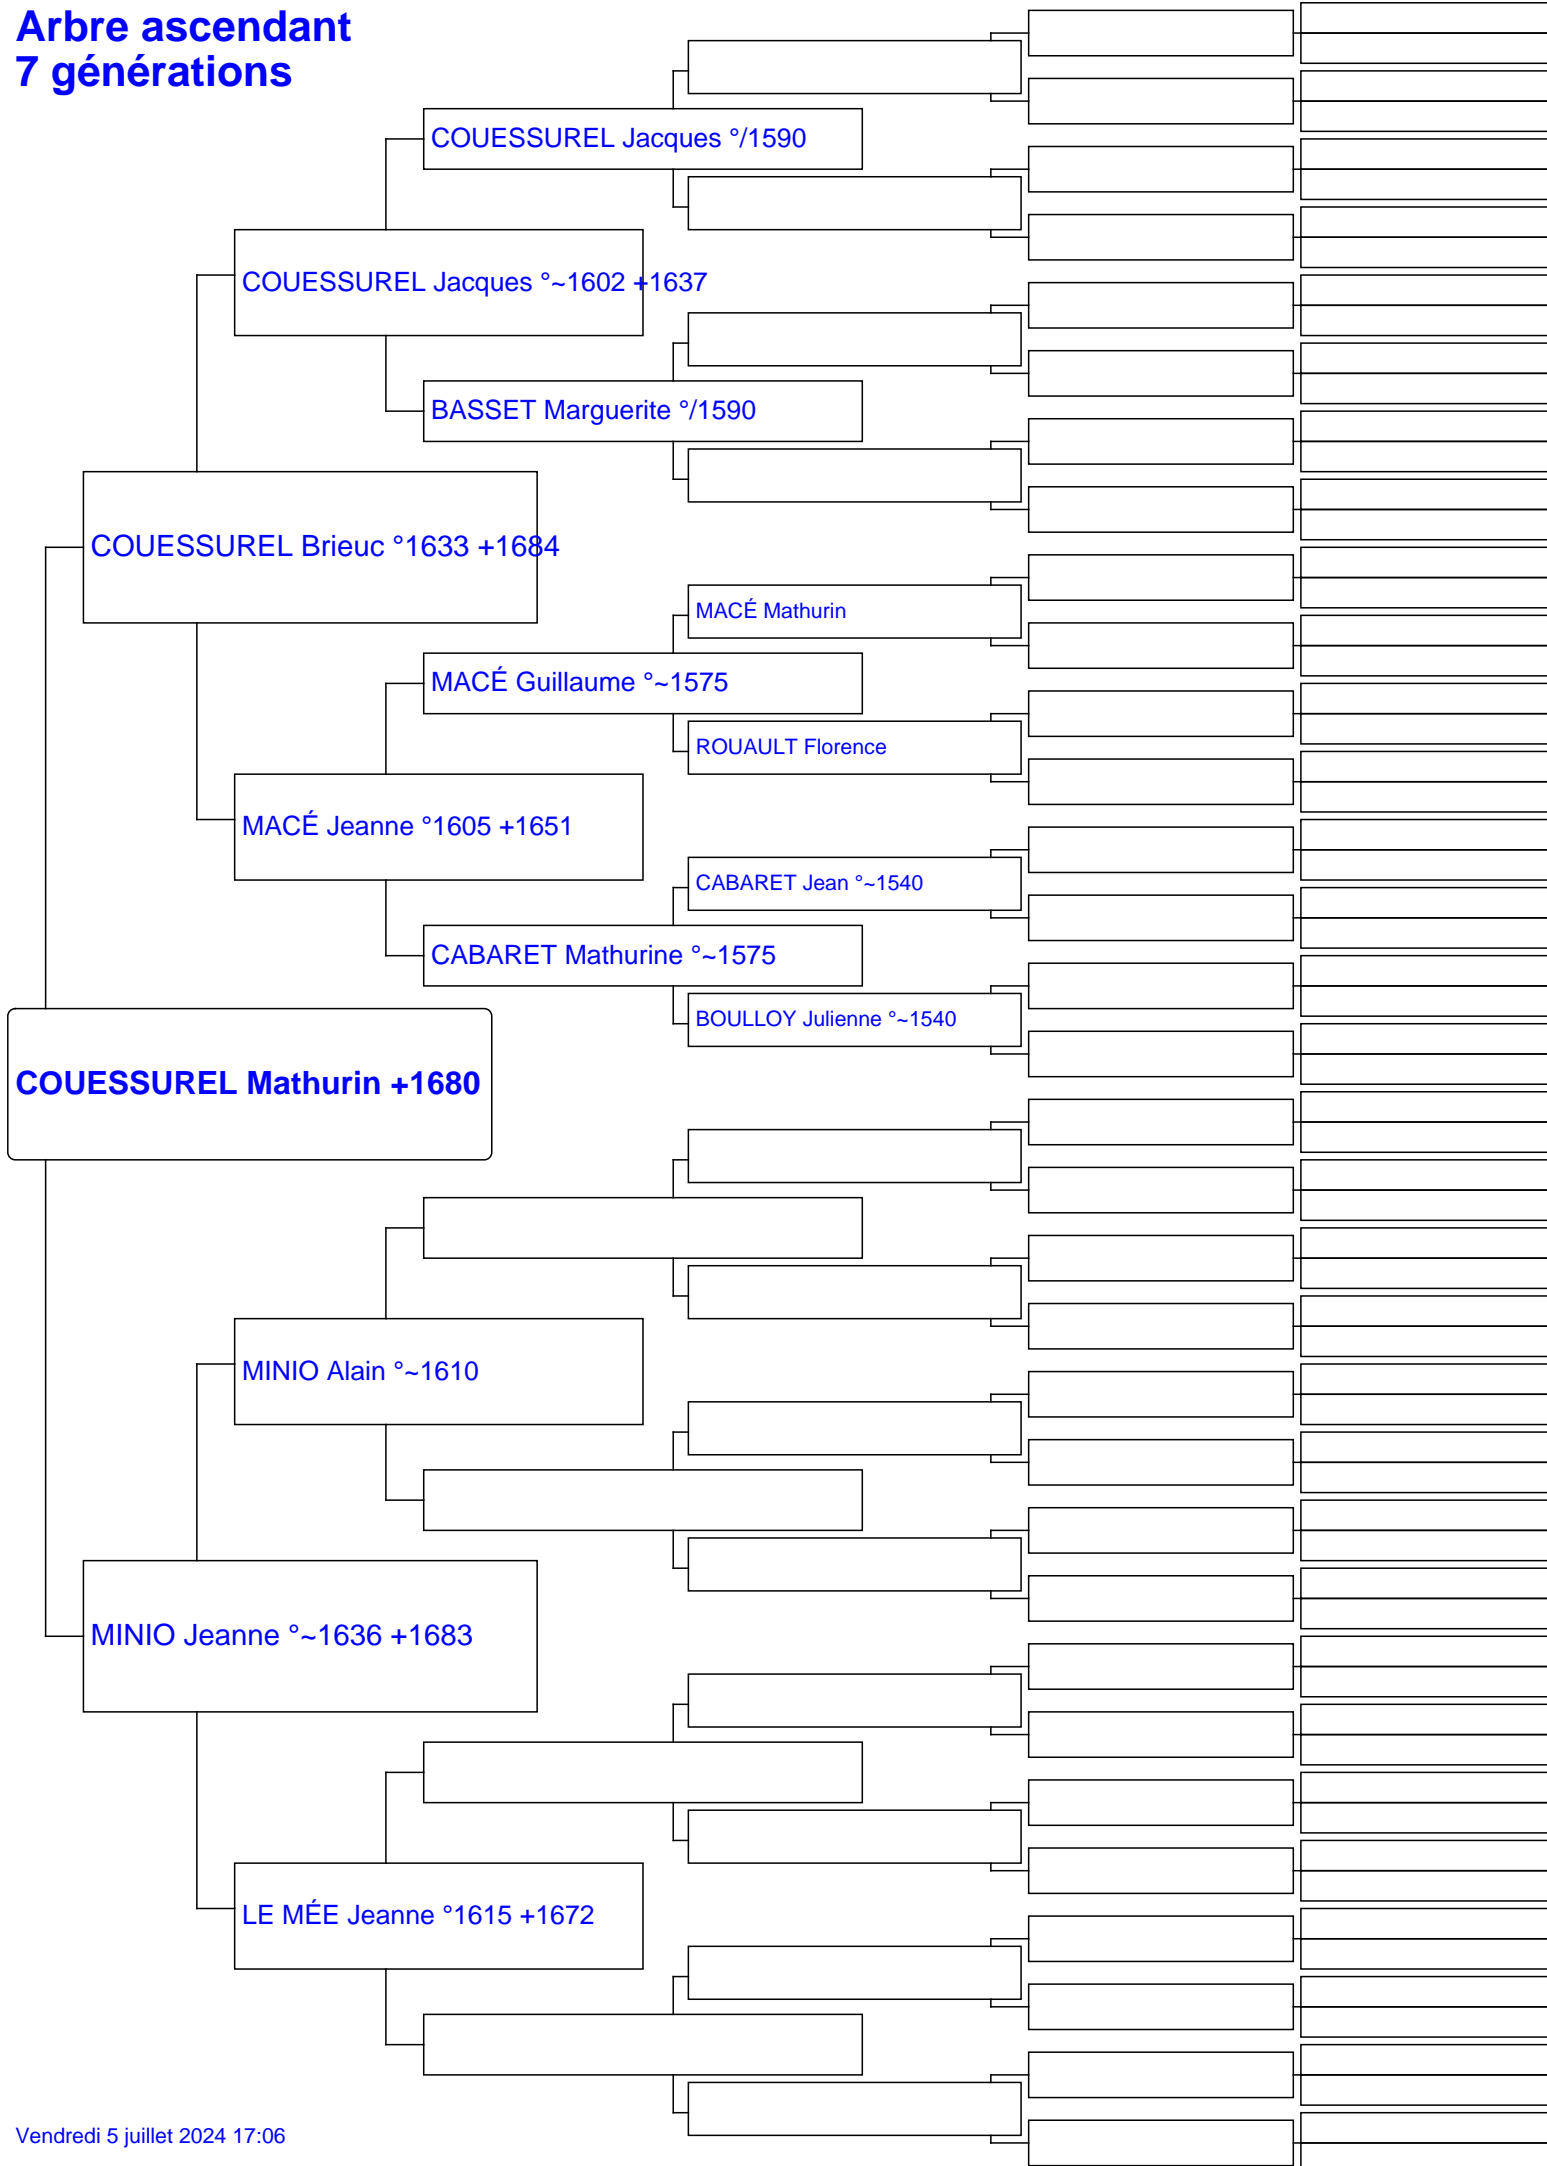 Arbre ascendant
7 générations
COUESSUREL Jacques °/1590
COUESSUREL Jacques °~1602 +1637
BASSET Marguerite °/1590
COUESSUREL Brieuc °1633 +1684
MACÉ Mathurin
MACÉ Guillaume °~1575
ROUAULT Florence
MACÉ Jeanne °1605 +1651
CABARET Jean °~1540
CABARET Mathurine °~1575
BOULLOY Julienne °~1540
COUESSUREL Mathurin +1680
MINIO Alain °~1610
MINIO Jeanne °~1636 +1683
LE MÉE Jeanne °1615 +1672
Vendredi 5 juillet 2024 17:06